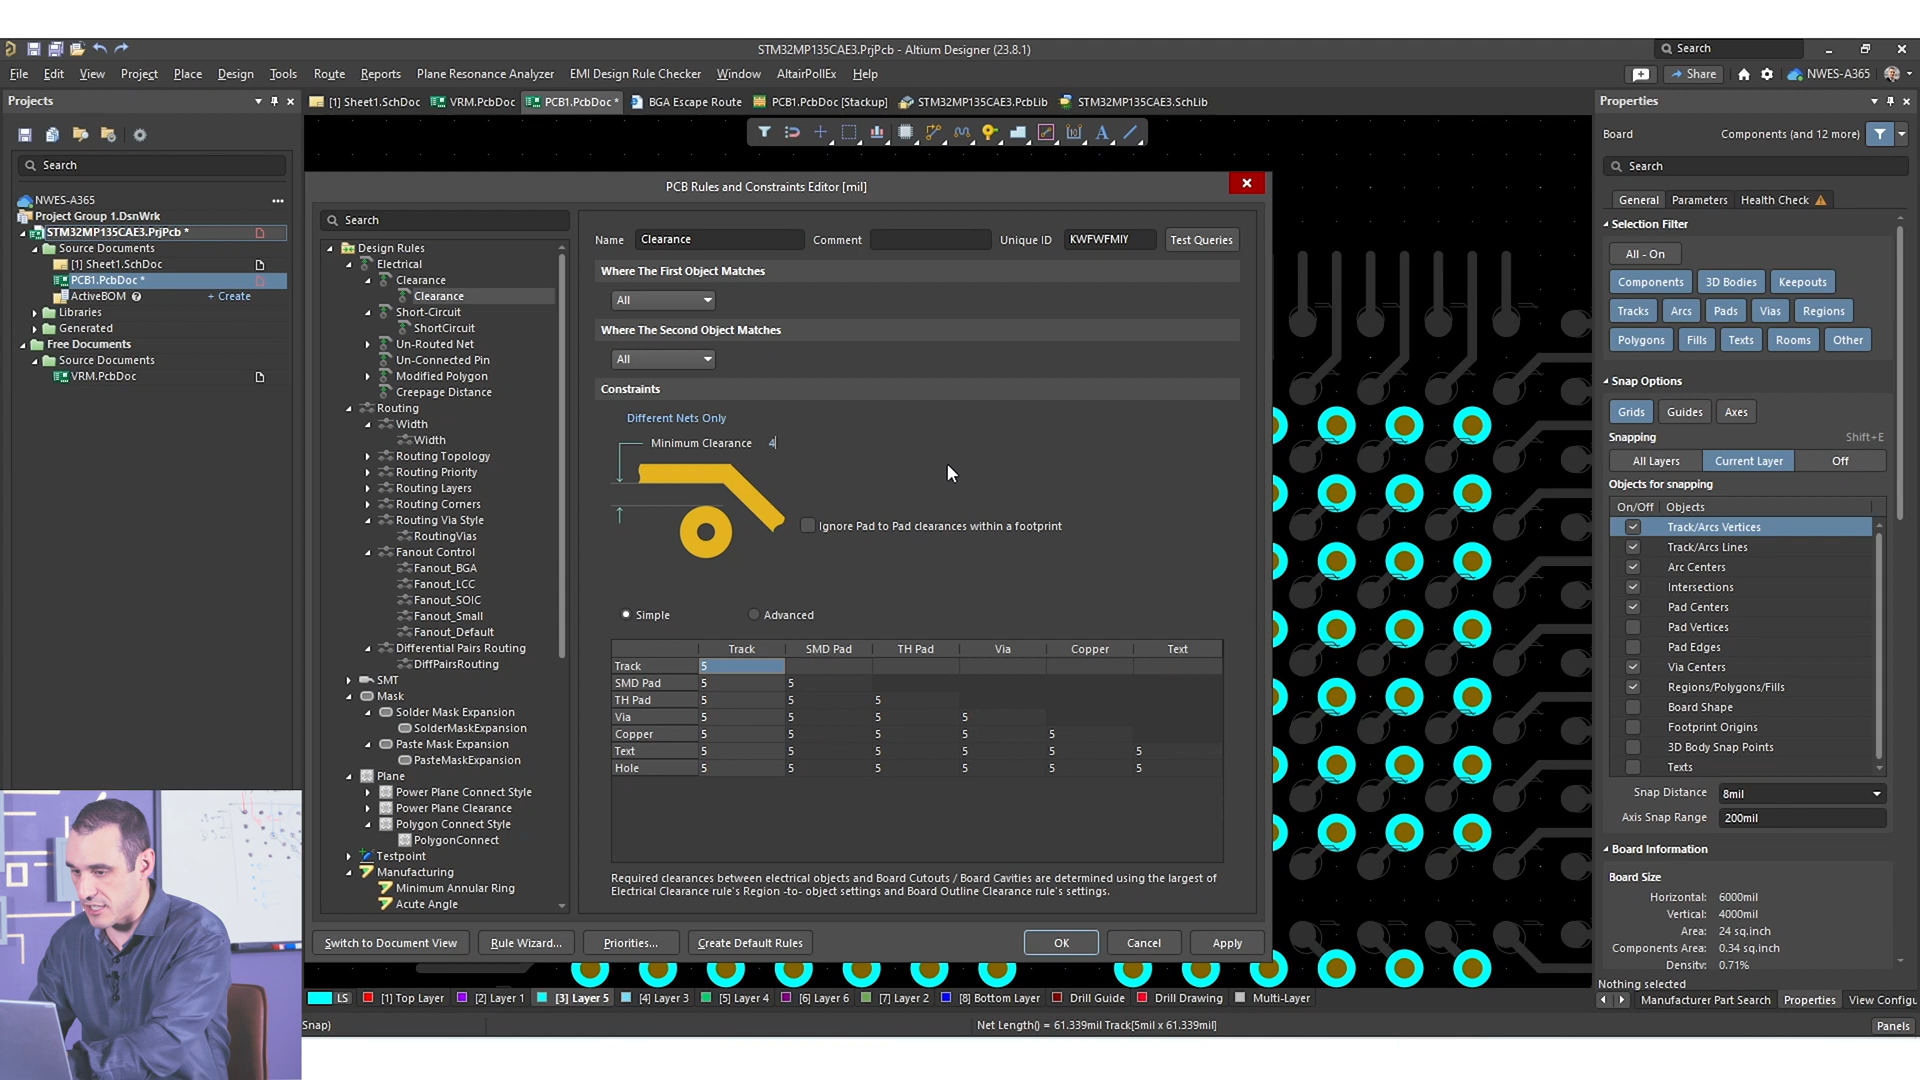 STM32MP135CAE3.PrjPcb - Altium Designer (23.8.1)
Search
File Edit View Project Place Design Tools Route Reports Plane Resonance Analyzer EMI Design Rule Checker Window AltairPollEx Help
Share
NWES-A365
Projects
[1] Sheet1.SchDoc
VRM.PcbDoc
PCB1.PcbDoc *
BGA Escape Route
PCB1.PcbDoc [Stackup]
STM32MP135CAE3.PcbLib
STM32MP135CAE3.SchLib
Search
NWES-A365
Project Group 1.DsnWrk
STM32MP135CAE3.PrjPcb *
Source Documents
[1] Sheet1.SchDoc
PCB1.PcbDoc *
ActiveBOM
+ Create
Libraries
Generated
Free Documents
Source Documents
VRM.PcbDoc
PCB Rules and Constraints Editor [mil]
Search
Design Rules
Electrical
Clearance
Clearance
Short-Circuit
ShortCircuit
Un-Routed Net
Un-Connected Pin
Modified Polygon
Creepage Distance
Routing
Width
Width
Routing Topology
Routing Priority
Routing Layers
Routing Corners
Routing Via Style
RoutingVias
Fanout Control
Fanout_BGA
Fanout_LCC
Fanout_SOIC
Fanout_Small
Fanout_Default
Differential Pairs Routing
DiffPairsRouting
SMT
Mask
Solder Mask Expansion
SolderMaskExpansion
Paste Mask Expansion
PasteMaskExpansion
Plane
Power Plane Connect Style
Power Plane Clearance
Polygon Connect Style
PolygonConnect
Testpoint
Manufacturing
Minimum Annular Ring
Acute Angle
Name Clearance Comment Unique ID KWFWFMIY Test Queries
Where The First Object Matches
All
Where The Second Object Matches
All
Constraints
Different Nets Only
Minimum Clearance 4
Ignore Pad to Pad clearances within a footprint
Simple Advanced
Track SMD Pad TH Pad Via Copper Text
Track 5
SMD Pad 5 5
TH Pad 5 5 5
Via 5 5 5 5
Copper 5 5 5 5 5
Text 5 5 5 5 5 5
Hole 5 5 5 5 5 5
Required clearances between electrical objects and Board Cutouts / Board Cavities are determined using the largest of
Electrical Clearance rule's Region -to- object settings and Board Outline Clearance rule's settings.
Switch to Document View Rule Wizard... Priorities... Create Default Rules OK Cancel Apply
Properties
Board Components (and 12 more)
Search
General Parameters Health Check
Selection Filter
All - On
Components 3D Bodies Keepouts
Tracks Arcs Pads Vias Regions
Polygons Fills Texts Rooms Other
Snap Options
Grids Guides Axes
Snapping Shift+E
All Layers Current Layer Off
Objects for snapping
On/Off Objects
Track/Arcs Vertices
Track/Arcs Lines
Arc Centers
Intersections
Pad Centers
Pad Vertices
Pad Edges
Via Centers
Regions/Polygons/Fills
Board Shape
Footprint Origins
3D Body Snap Points
Texts
Snap Distance 8mil
Axis Snap Range 200mil
Board Information
Board Size
Horizontal: 6000mil
Vertical: 4000mil
Area: 24 sq.inch
Components Area: 0.34 sq.inch
Density: 0.71%
Nothing selected
Manufacturer Part Search Properties View Configu
LS [1] Top Layer [2] Layer 1 [3] Layer 5 [4] Layer 3 [5] Layer 4 [6] Layer 6 [7] Layer 2 [8] Bottom Layer Drill Guide Drill Drawing Multi-Layer
Snap) Net Length() = 61.339mil Track[5mil x 61.339mil] Panels